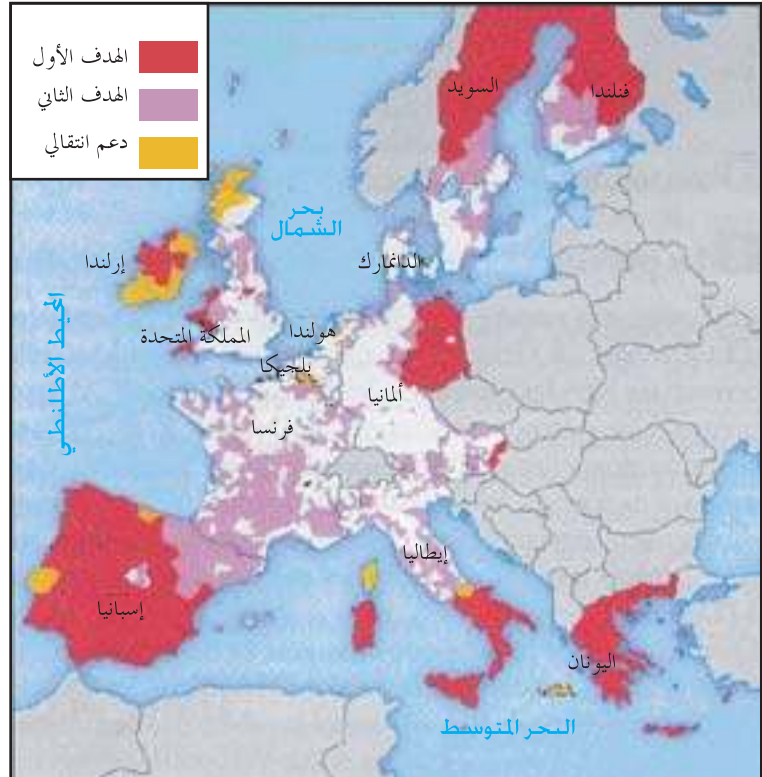 الهدف الأول
الهدف الثاني
دعم انتقالي
السويد
فنلندا
بحر
الشمال
الدانمارك
إرلندا
المملكة المتحدة
هولندا
بلجيكا
ألمانيا
فرنسا
المحيط الأطلنطي
إيطاليا
إسبانيا
اليونان
البحر المتوسط